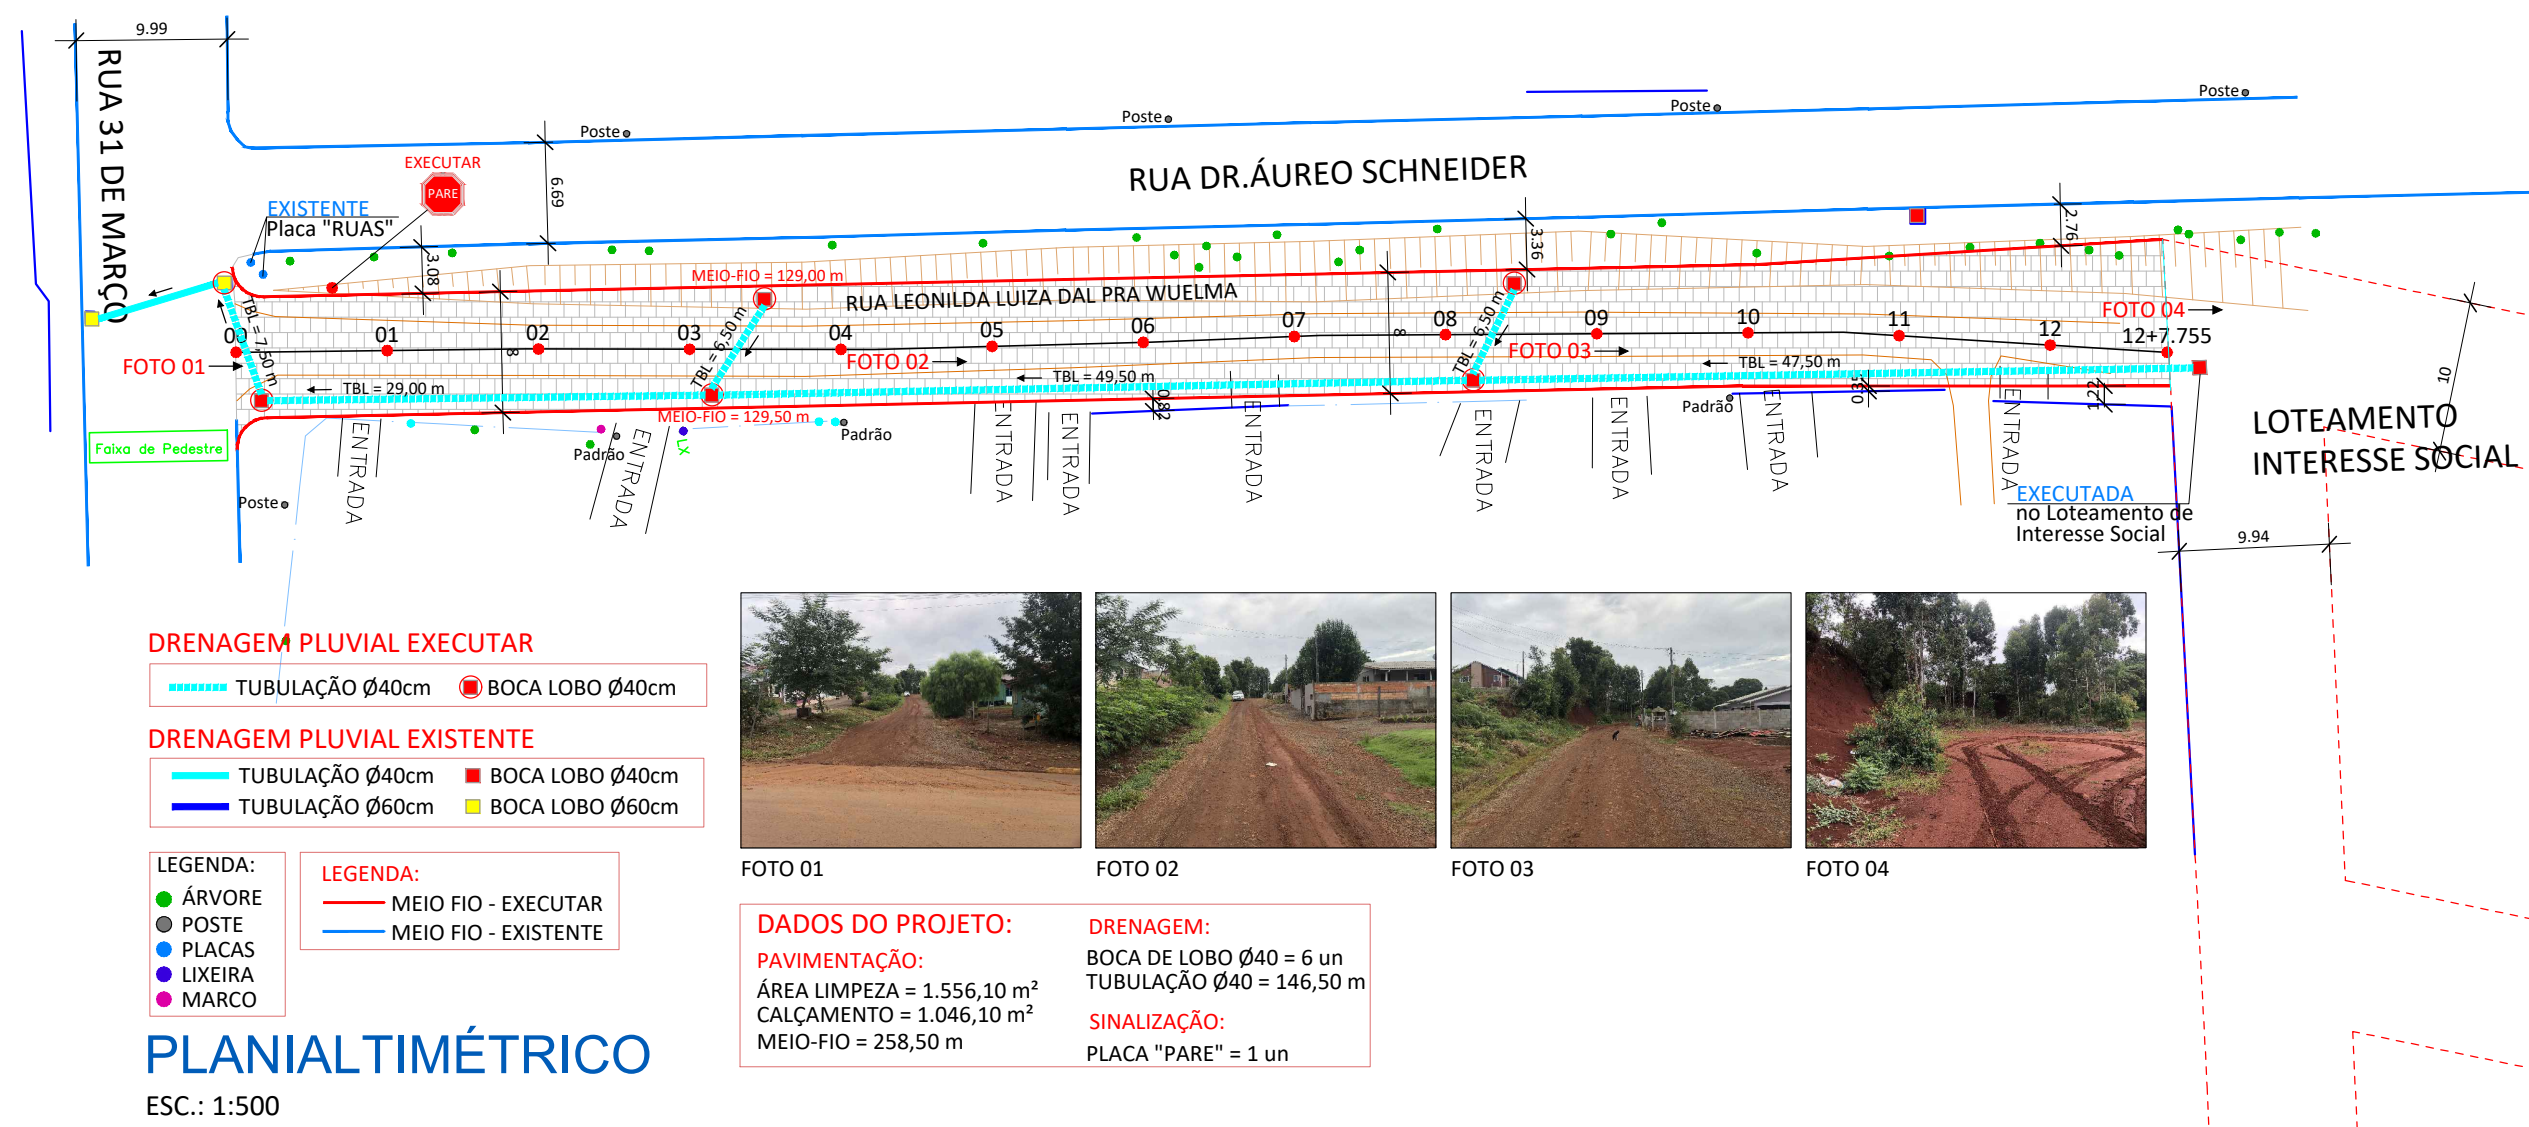 9.99
RUA 31 DE MARÇO
Poste
Poste
Poste
Poste
EXECUTAR
PARE
6.69
RUA DR.ÁUREO SCHNEIDER
EXISTENTE
Placa "RUAS"
3.08
3.36
2.76
MEIO-FIO = 129,00 m
RUA LEONILDA LUIZA DAL PRA WUELMA
TBL = 7,50 m
TBL = 6,50 m
TBL = 6,50 m
00
01
02
03
04
05
06
07
08
09
10
11
12
12+7.755
8
8
FOTO 01
FOTO 02
FOTO 03
FOTO 04
TBL = 29,00 m
TBL = 49,50 m
TBL = 47,50 m
MEIO-FIO = 129,50 m
0.82
0.35
1.22
10
Faixa de Pedestre
Poste
ENTRADA
Padrão
ENTRADA
LX
Padrão
ENTRADA
ENTRADA
ENTRADA
ENTRADA
ENTRADA
Padrão
ENTRADA
ENTRADA
LOTEAMENTO
INTERESSE SOCIAL
EXECUTADA
no Loteamento de
Interesse Social
9.94
DRENAGEM PLUVIAL EXECUTAR
TUBULAÇÃO Ø40cm
BOCA LOBO Ø40cm
DRENAGEM PLUVIAL EXISTENTE
TUBULAÇÃO Ø40cm
BOCA LOBO Ø40cm
TUBULAÇÃO Ø60cm
BOCA LOBO Ø60cm
LEGENDA:
ÁRVORE
POSTE
PLACAS
LIXEIRA
MARCO
LEGENDA:
MEIO FIO - EXECUTAR
MEIO FIO - EXISTENTE
FOTO 01
FOTO 02
FOTO 03
FOTO 04
DADOS DO PROJETO:
PAVIMENTAÇÃO:
ÁREA LIMPEZA = 1.556,10 m²
CALÇAMENTO = 1.046,10 m²
MEIO-FIO = 258,50 m
DRENAGEM:
BOCA DE LOBO Ø40 = 6 un
TUBULAÇÃO Ø40 = 146,50 m
SINALIZAÇÃO:
PLACA "PARE" = 1 un
PLANIALTIMÉTRICO
ESC.: 1:500